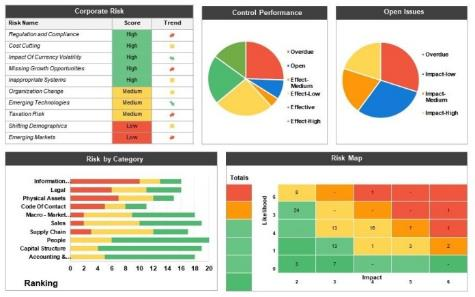 Corporate Risk
Risk Name Score Trend
Regulation and Compliance High
Cost Cutting High
Impact Of Currency Volatility High
Missing Growth Opportunities High
Inappropriate Systems High
Organization Change Medium
Emerging Technologies Medium
Taxation Risk Medium
Shifting Demographics Low
Emerging Markets Low
Control Performance
Overdue
Open
Effect-
Medium
Effect-Low
Effective
Effect-High
Open Issues
Overdue
Impact-low
Impact-
Medium
Impact-High
Risk by Category
Information...
Legal
Physical Assets
Code Of Contact
Macro - Market...
Sales
Supply Chain
People
Capital Structure
Accounting &...
0 2 4 6 8 10 12 14 16 18 20
Ranking
Risk Map
Totals
Likelihood
24 - - - 1
13 1 2
2 3 4 5 6
Impact